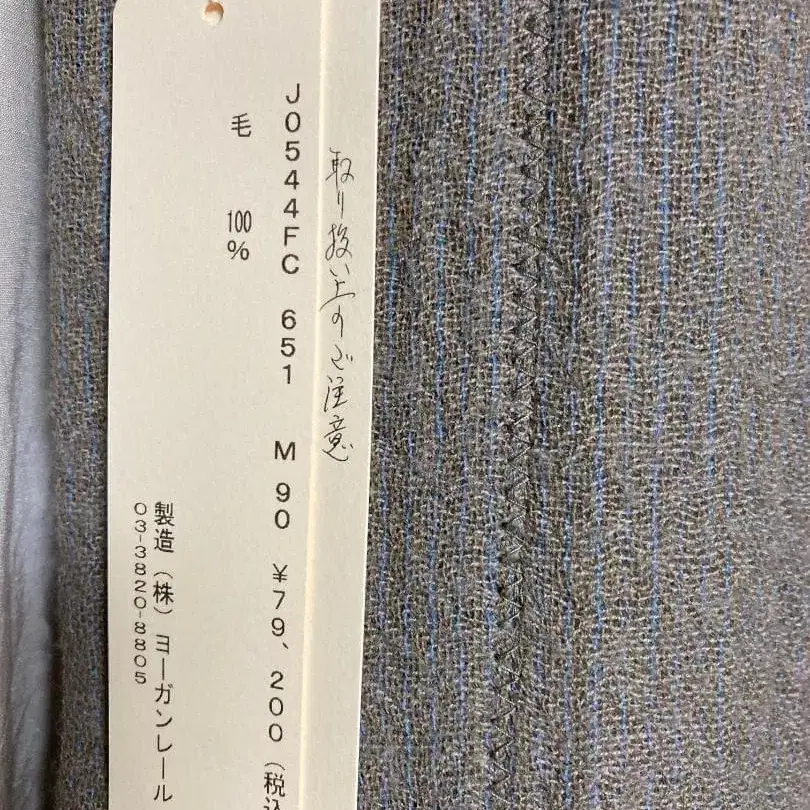 取り扱い上のご注意
J0544FC 651 M 90 ¥79、200(税込
毛 100%
製造(株)ヨーガンレール
03-3820-8805